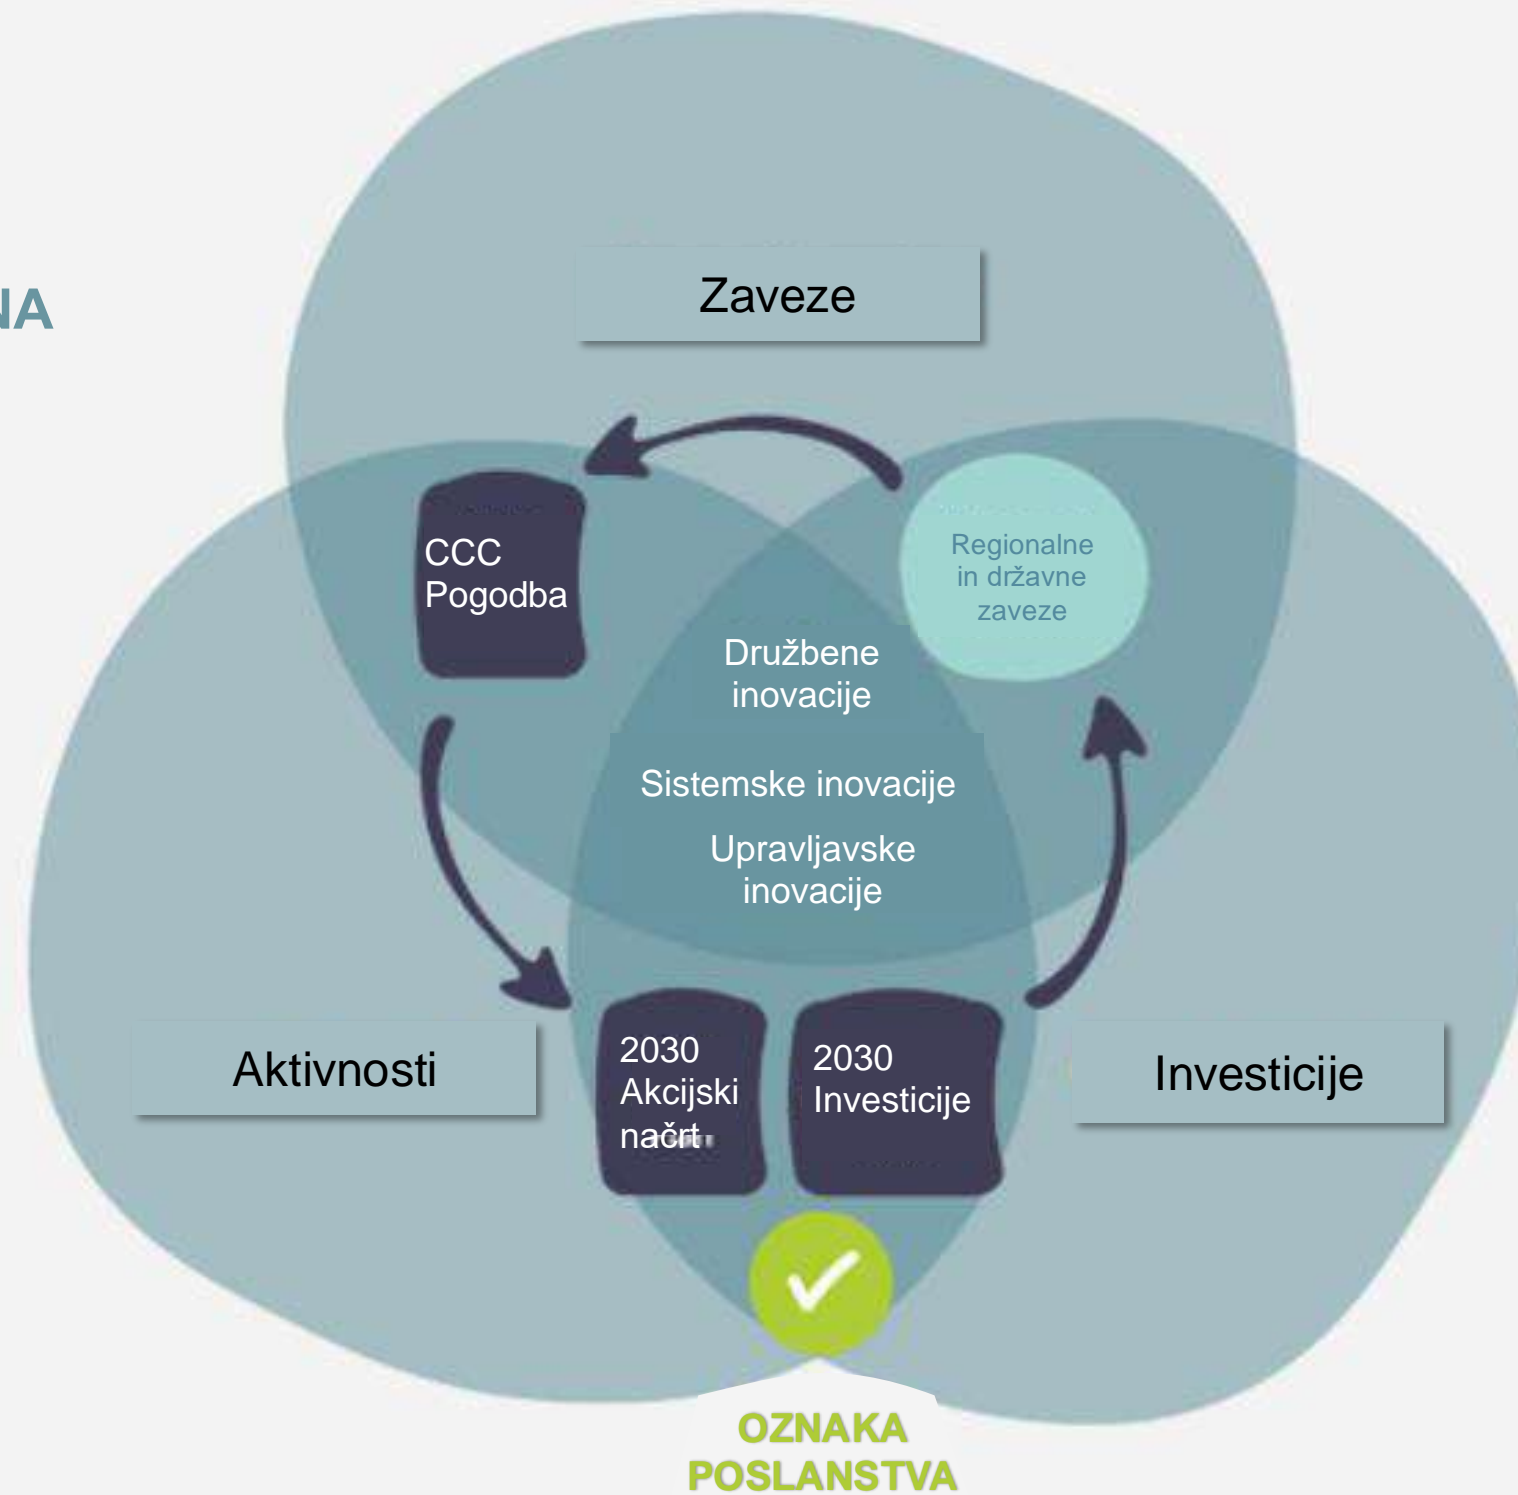 Zaveze
CCC
Pogodba
Regionalne
in državne
zaveze
Družbene
inovacije
Sistemske inovacije
Upravljavske
inovacije
Aktivnosti
2030
Akcijski
načrt
2030
Investicije
Investicije
OZNAKA
POSLANSTVA